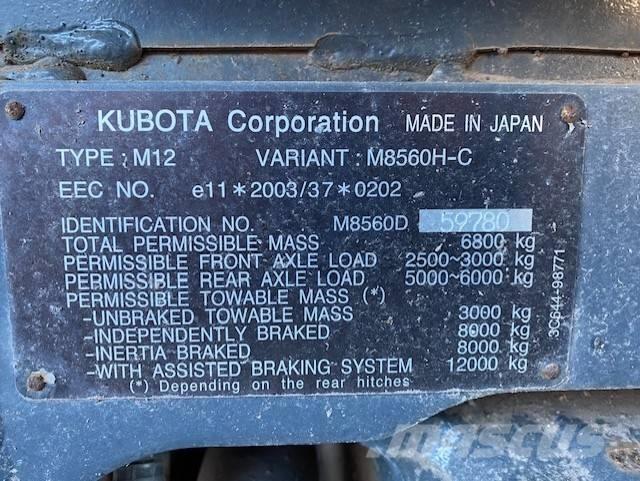 KUBOTA Corporation MADE IN JAPAN
TYPE : M12 VARIANT : M8560H-C
EEC NO. e11*2003/37*0202
IDENTIFICATION NO. M8560D 59780
TOTAL PERMISSIBLE MASS 6800 kg
PERMISSIBLE FRONT AXLE LOAD 2500~3000 kg
PERMISSIBLE REAR AXLE LOAD 5000~6000 kg
PERMISSIBLE TOWABLE MASS (*)
-UNBRAKED TOWABLE MASS 3000 kg
-INDEPENDENTLY BRAKED 8000 kg
-INERTIA BRAKED 8000 kg
-WITH ASSISTED BRAKING SYSTEM 12000 kg
(*) Depending on the rear hitches
3C644-98771
mascus